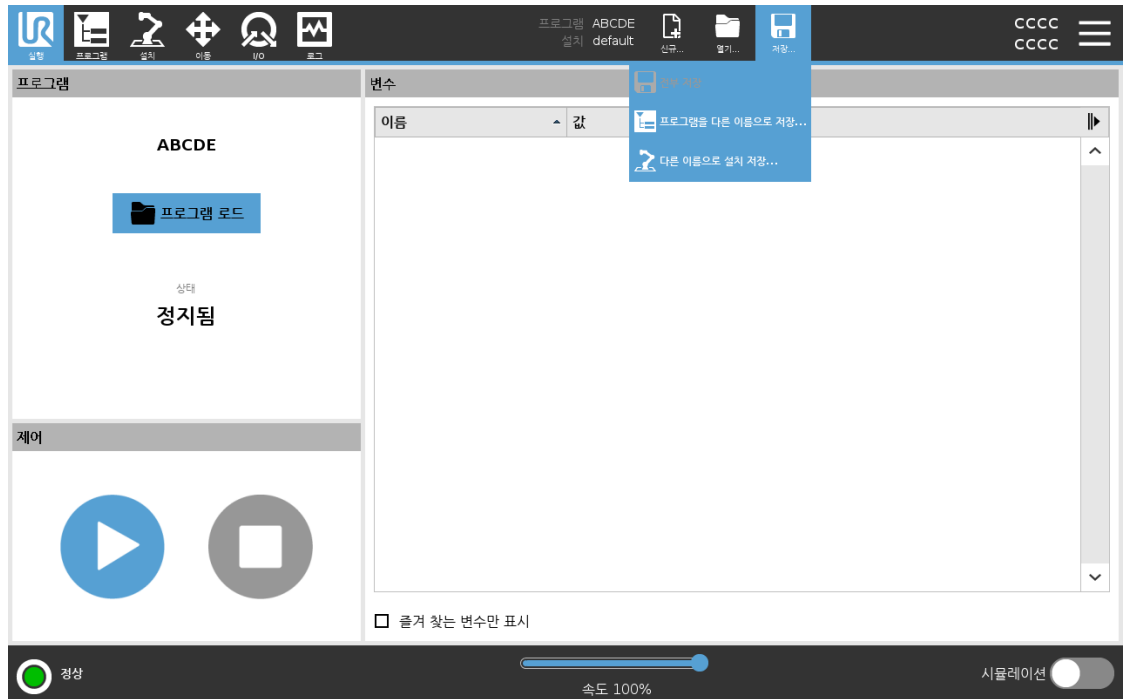 실행
프로그램
설치
이동
I/O
로그
프로그램 ABCDE
설치 default
신규...
열기...
저장...
cccc
cccc
전부 저장
프로그램을 다른 이름으로 저장...
다른 이름으로 설치 저장...
프로그램
ABCDE
프로그램 로드
상태
정지됨
제어
변수
이름
값
즐겨 찾는 변수만 표시
정상
속도 100%
시뮬레이션